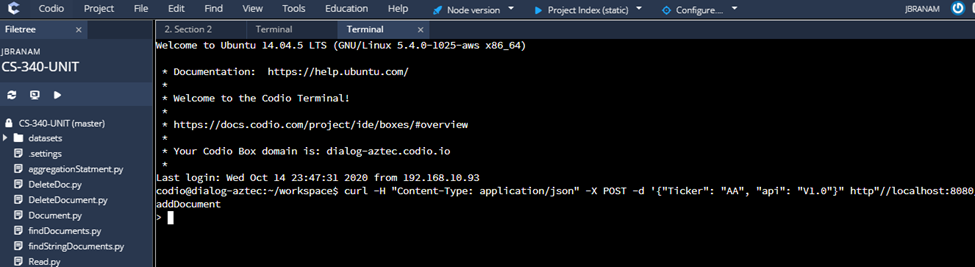 Codio Project File Edit Find View Tools Education Help Node version Project Index (static) Configure... JBRANAM
Filetree × 2. Section 2 Terminal Terminal ×
JBRANAM
CS-340-UNIT
CS-340-UNIT (master)
datasets
.settings
aggregationStatment.py
DeleteDoc.py
DeleteDocument.py
Document.py
findDocuments.py
findStringDocuments.py
Read.py
Welcome to Ubuntu 14.04.5 LTS (GNU/Linux 5.4.0-1025-aws x86_64)
* Documentation: https://help.ubuntu.com/
*
* Welcome to the Codio Terminal!
*
* https://docs.codio.com/project/ide/boxes/#overview
*
* Your Codio Box domain is: dialog-aztec.codio.io
*
Last login: Wed Oct 14 23:47:31 2020 from 192.168.10.93
codio@dialog-aztec:~/workspace$ curl -H "Content-Type: application/json" -X POST -d '{"Ticker": "AA", "api": "V1.0"}" http"//localhost:8080
addDocument
>